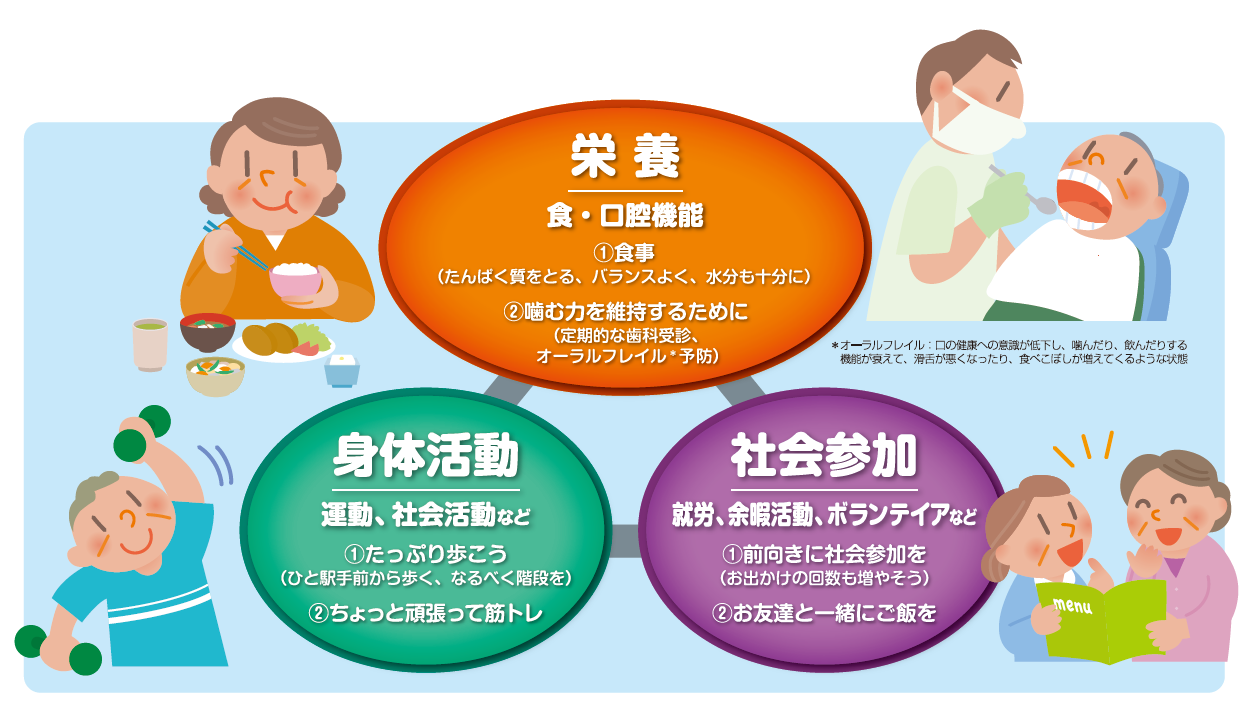 栄 養
食・口腔機能
①食事
（たんぱく質をとる、バランスよく、水分も十分に）
②噛む力を維持するために
（定期的な歯科受診、
オーラルフレイル＊予防）
＊オーラルフレイル：口の健康への意識が低下し、噛んだり、飲んだりする
機能が衰えて、滑舌が悪くなったり、食べこぼしが増えてくるような状態
身体活動
運動、社会活動など
①たっぷり歩こう
（ひと駅手前から歩く、なるべく階段を）
②ちょっと頑張って筋トレ
社会参加
就労、余暇活動、ボランテイアなど
①前向きに社会参加を
（お出かけの回数も増やそう）
②お友達と一緒にご飯を
menu